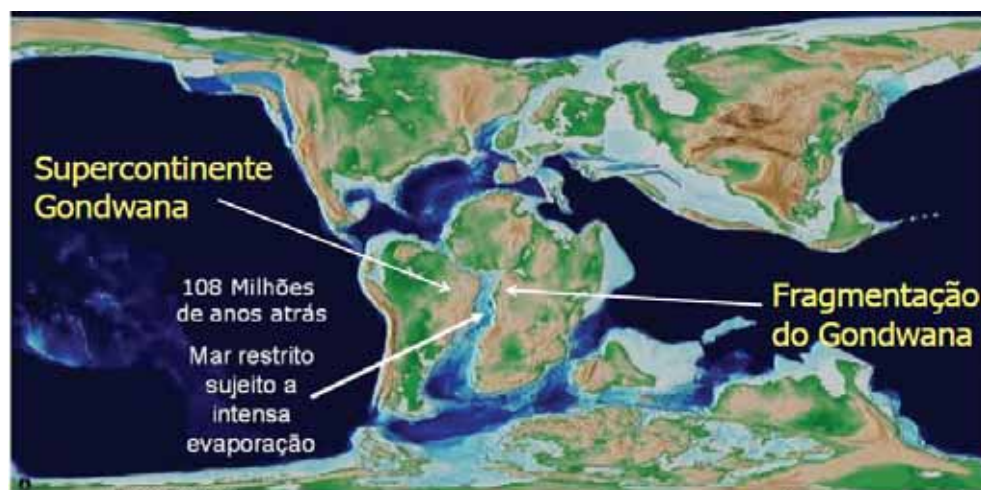 Supercontinente
Gondwana
108 Milhões
de anos atrás
Mar restrito
sujeito a
intensa
evaporação
Fragmentação
do Gondwana